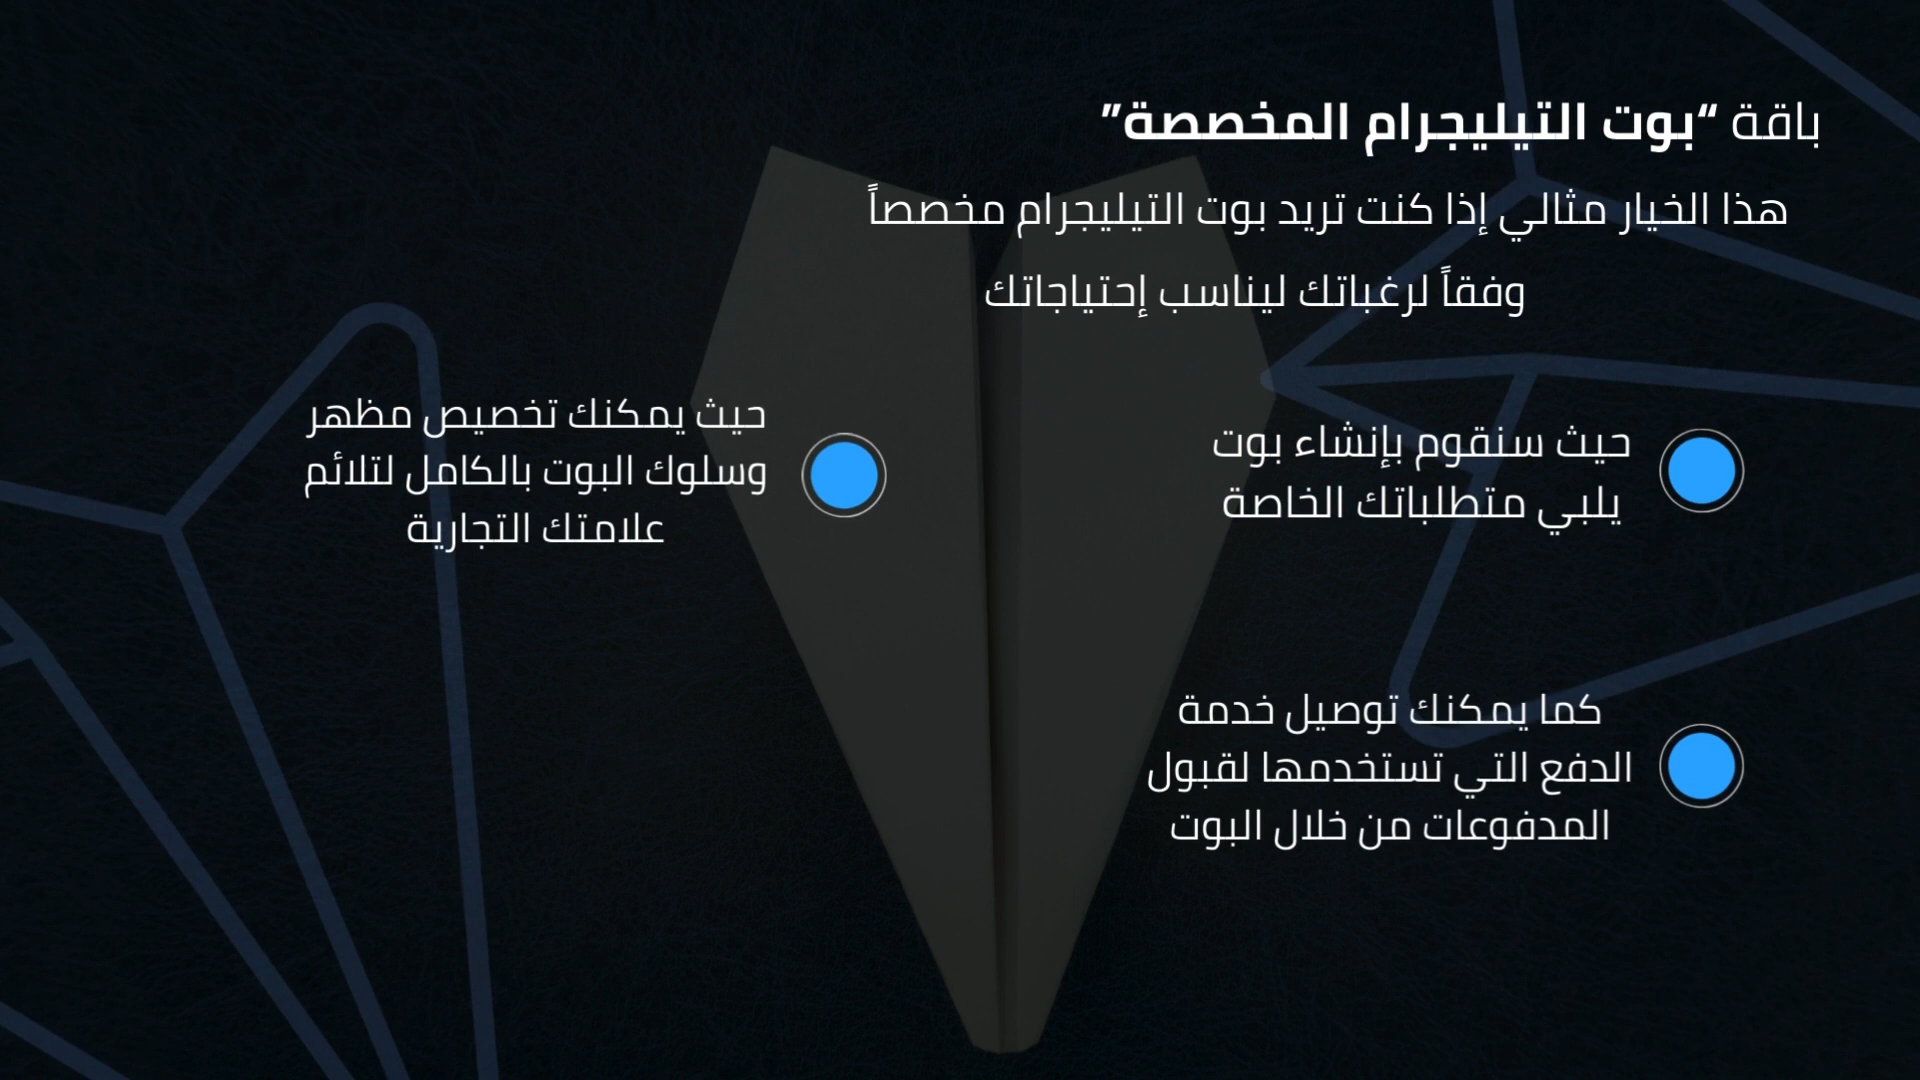 باقة “بوت التيليجرام المخصصة”
هذا الخيار مثالي إذا كنت تريد بوت التيليجرام مخصصاً
وفقاً لرغباتك ليناسب إحتياجاتك
حيث سنقوم بإنشاء بوت
يلبي متطلباتك الخاصة
حيث يمكنك تخصيص مظهر
وسلوك البوت بالكامل لتلائم
علامتك التجارية
كما يمكنك توصيل خدمة
الدفع التي تستخدمها لقبول
المدفوعات من خلال البوت